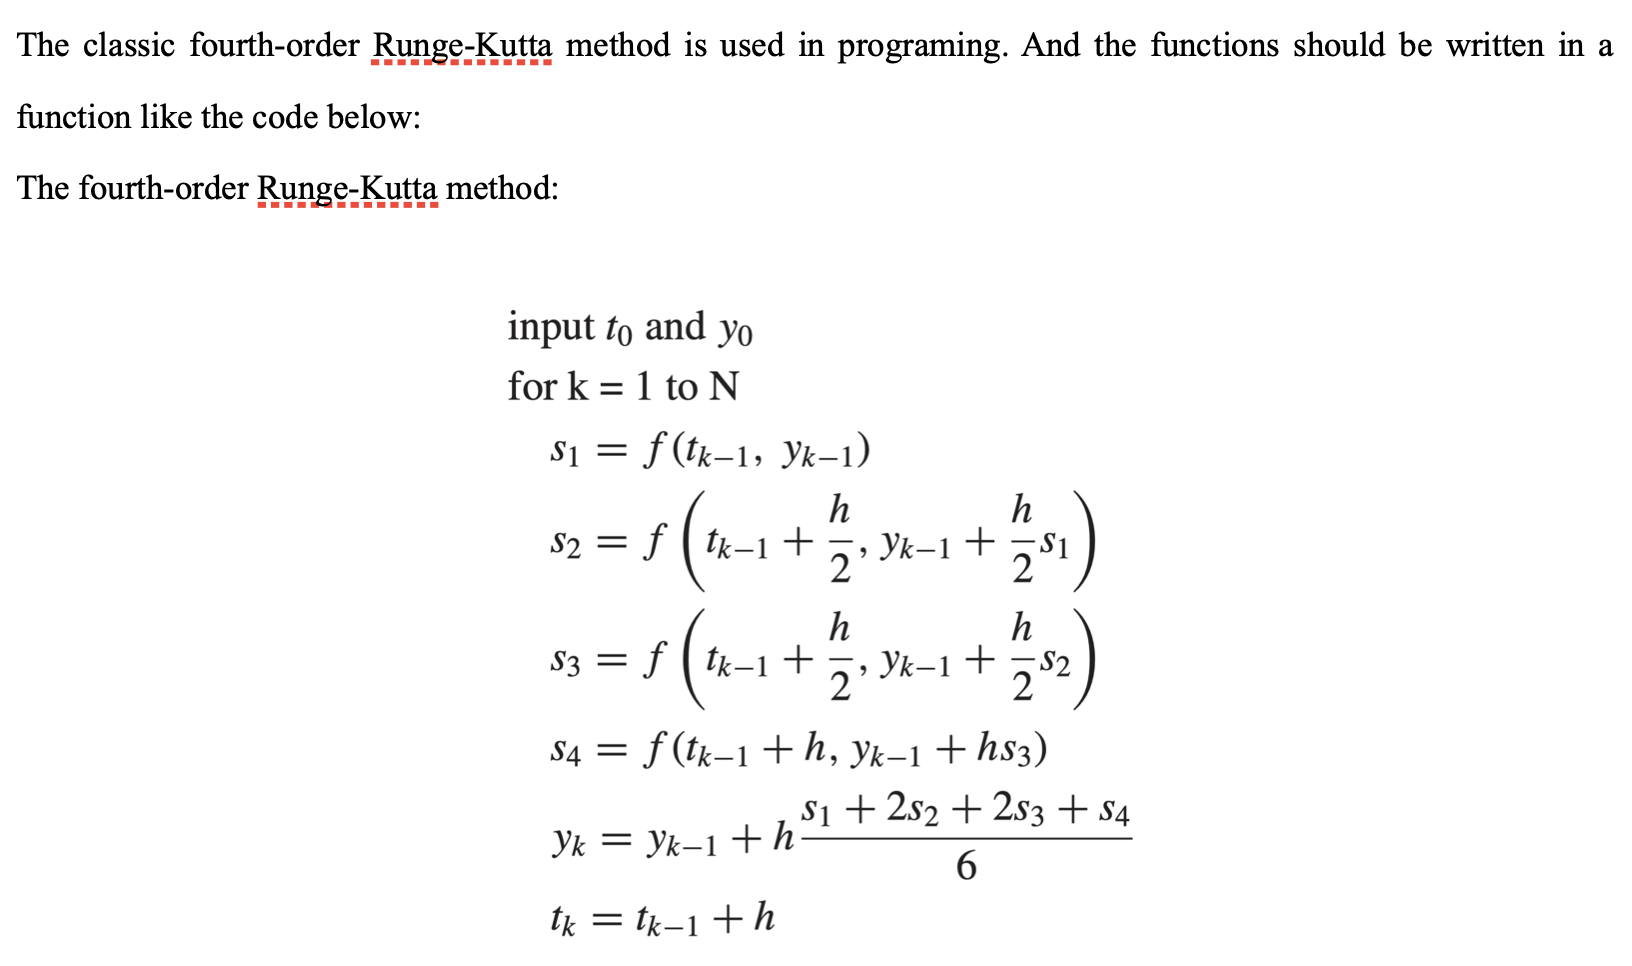 The classic fourth-order Runge-Kutta method is used in programing. And the functions should be written in a
function like the code below:
The fourth-order Runge-Kutta method:
input t₀ and y₀
for k = 1 to N
s₁ = f(tₖ₋₁, yₖ₋₁)
s₂ = f(tₖ₋₁ + h/2, yₖ₋₁ + h/2 s₁)
s₃ = f(tₖ₋₁ + h/2, yₖ₋₁ + h/2 s₂)
s₄ = f(tₖ₋₁ + h, yₖ₋₁ + hs₃)
yₖ = yₖ₋₁ + h (s₁ + 2s₂ + 2s₃ + s₄)/6
tₖ = tₖ₋₁ + h